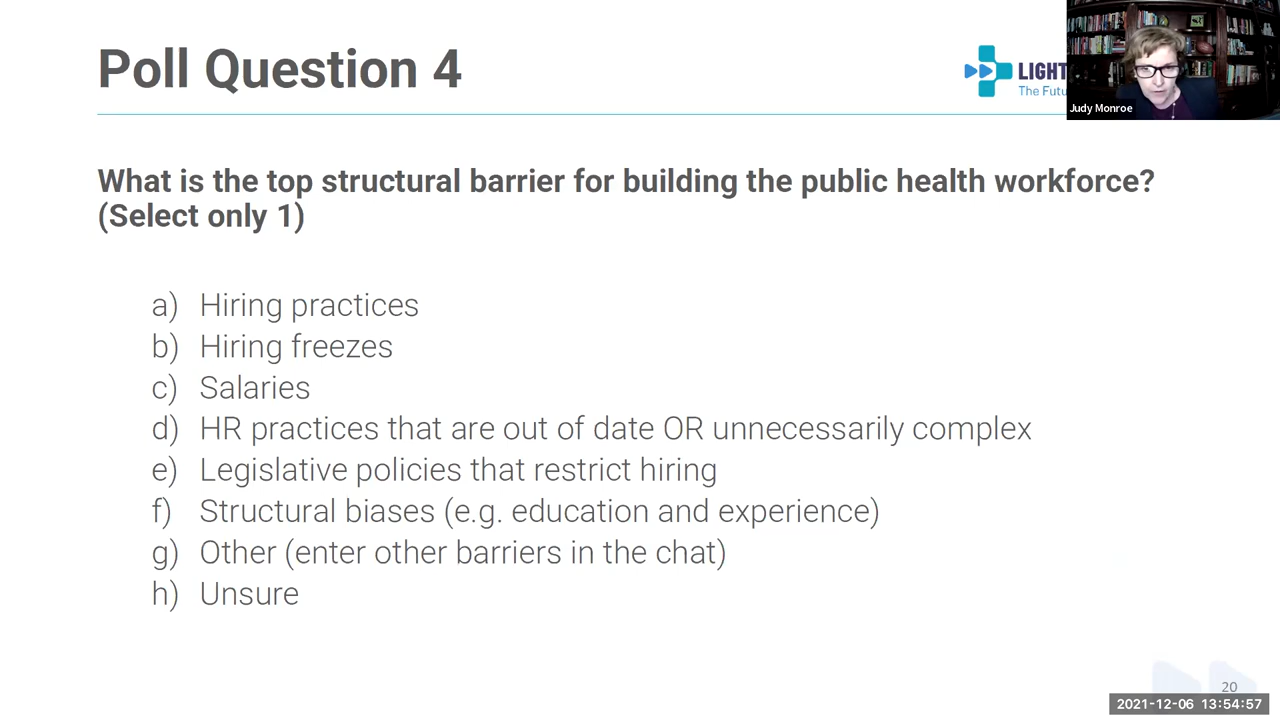 Poll Question 4
LIGHT
The Futu
Judy Monroe
What is the top structural barrier for building the public health workforce?
(Select only 1)
a) Hiring practices
b) Hiring freezes
c) Salaries
d) HR practices that are out of date OR unnecessarily complex
e) Legislative policies that restrict hiring
f) Structural biases (e.g. education and experience)
g) Other (enter other barriers in the chat)
h) Unsure
20
2021-12-06 13:54:57